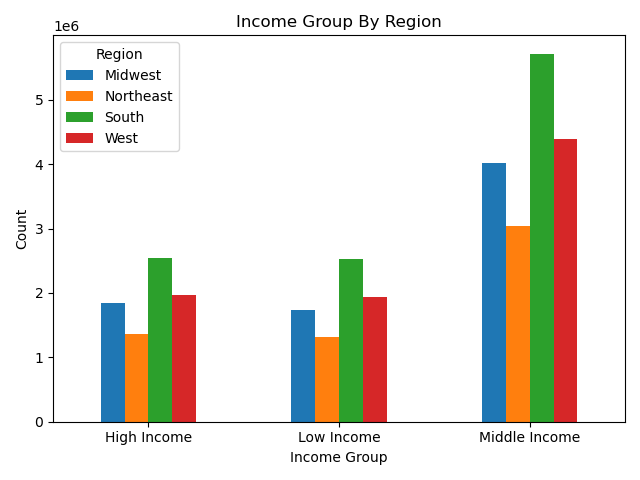 Income Group By Region
1e6
Region
Midwest
Northeast
South
West
Count
5
4
3
2
1
0
High Income
Low Income
Middle Income
Income Group